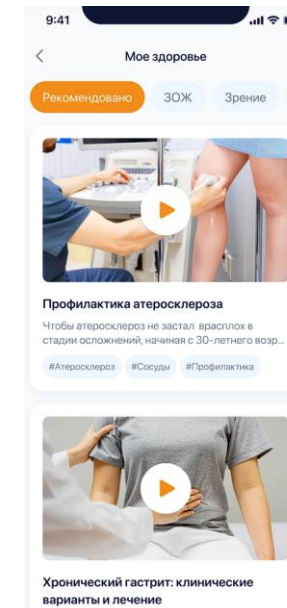 9:41
Мое здоровье
Рекомендовано ЗОЖ Зрение
Профилактика атеросклероза
Чтобы атеросклероз не застал врасплох в
стадии осложнений, начиная с 30-летнего возр...
#Атеросклероз #Сосуды #Профилактика
Хронический гастрит: клинические
варианты и лечение